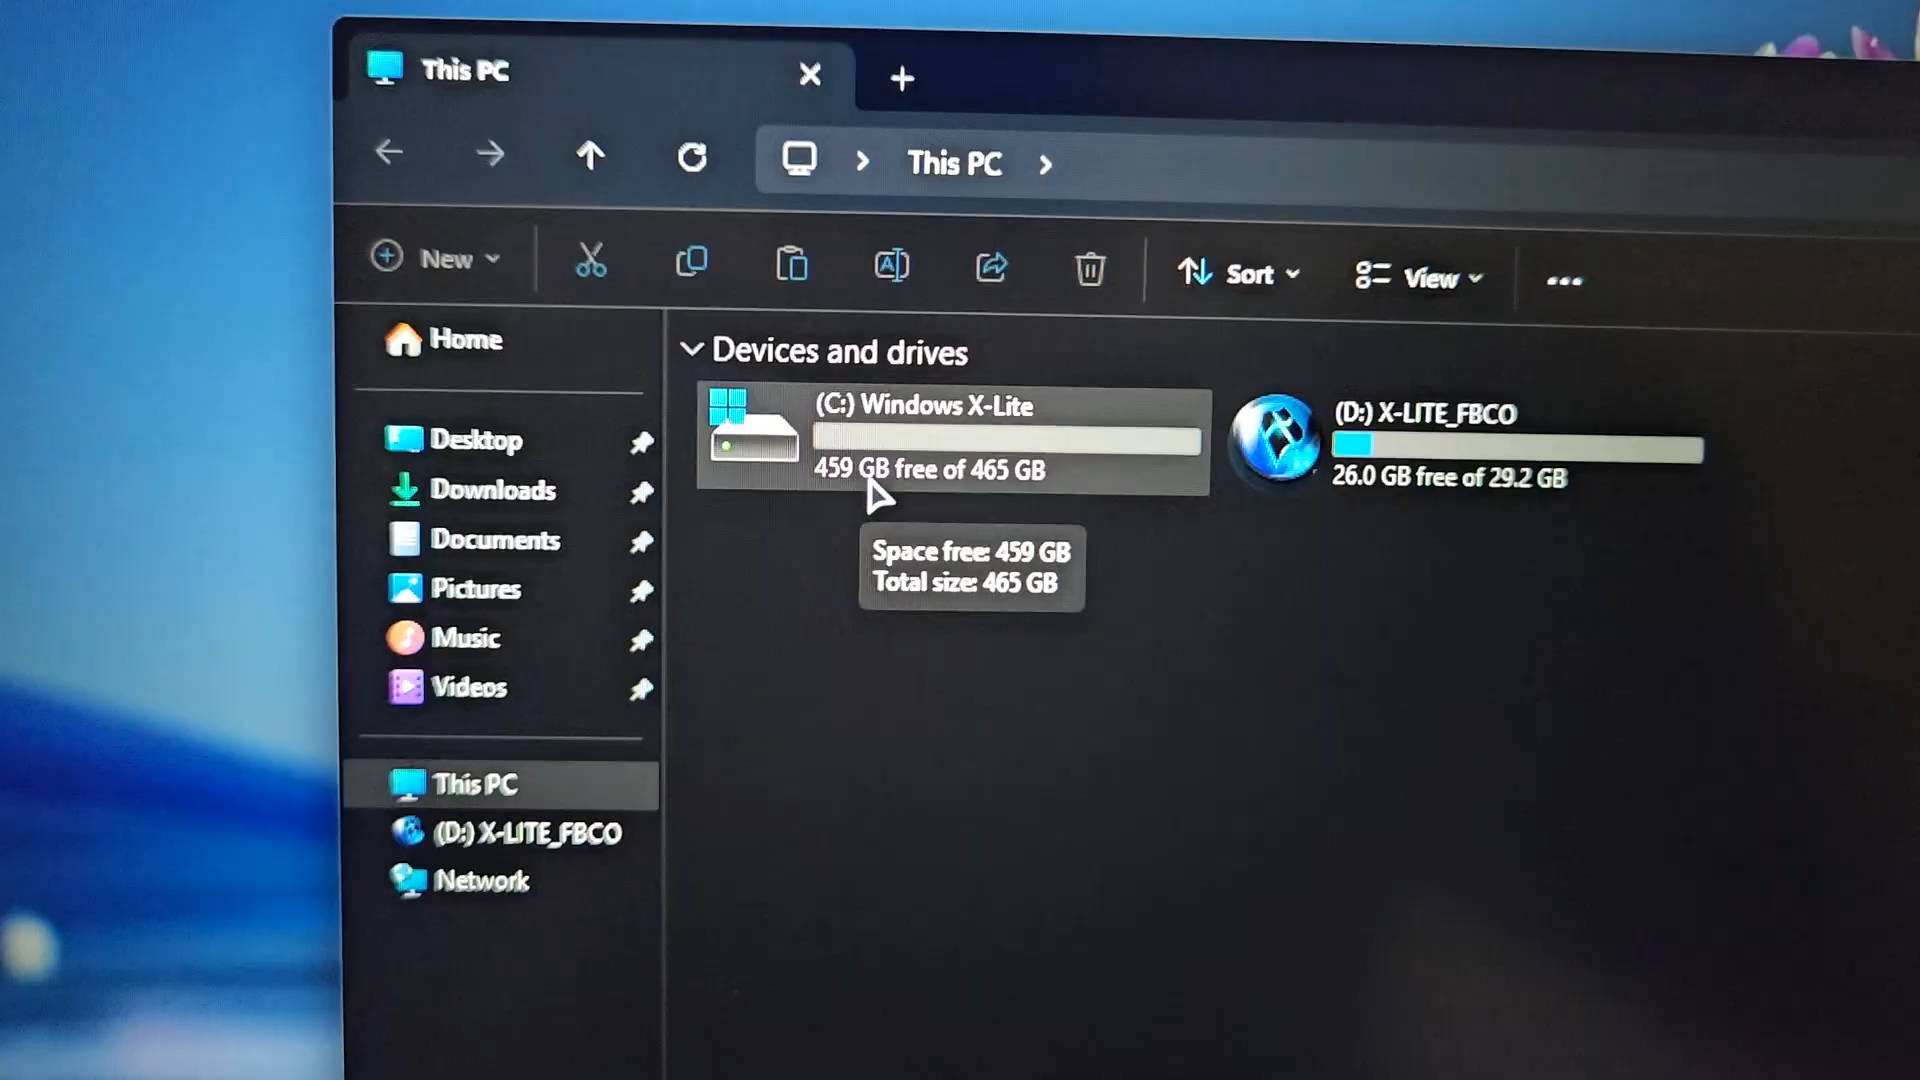 This PC
This PC
New
Sort
View
Home
Devices and drives
(C:) Windows X-Lite
459 GB free of 465 GB
(D:) X-LITE_FBCO
26.0 GB free of 29.2 GB
Space free: 459 GB
Total size: 465 GB
Desktop
Downloads
Documents
Pictures
Music
Videos
This PC
(D:) X-LITE_FBCO
Network